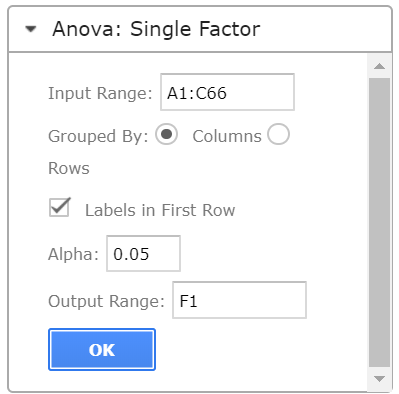 Anova: Single Factor
Input Range: A1:C66
Grouped By: Columns
Rows
Labels in First Row
Alpha: 0.05
Output Range: F1
OK